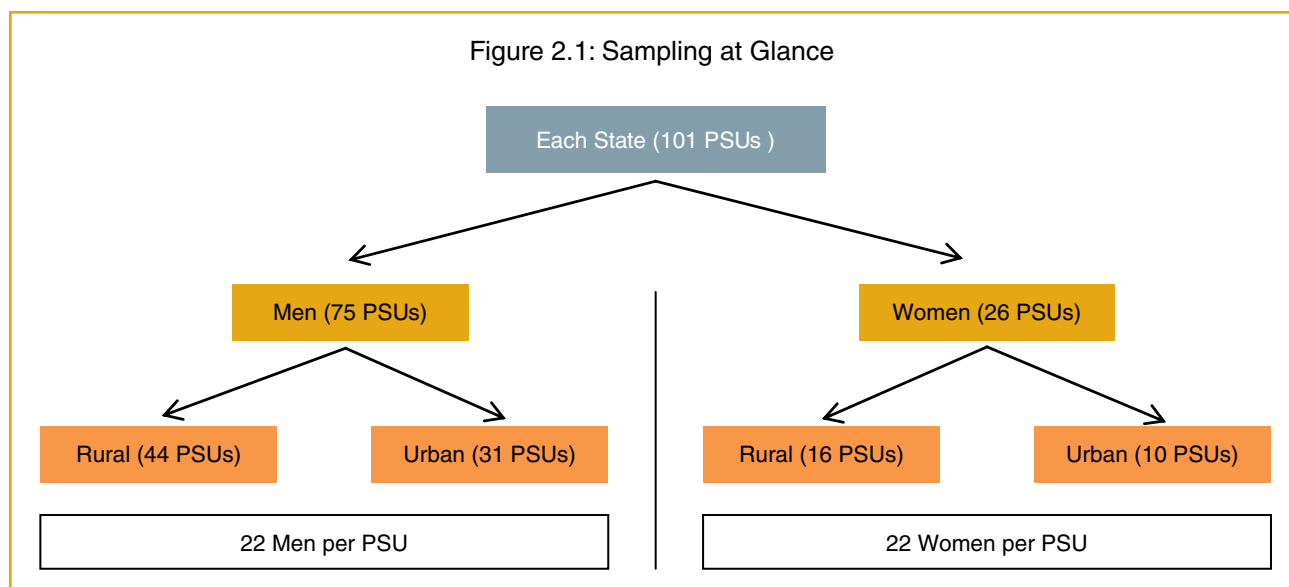 Figure 2.1: Sampling at Glance
Each State (101 PSUs )
Men (75 PSUs)
Women (26 PSUs)
Rural (44 PSUs)
Urban (31 PSUs)
Rural (16 PSUs)
Urban (10 PSUs)
22 Men per PSU
22 Women per PSU